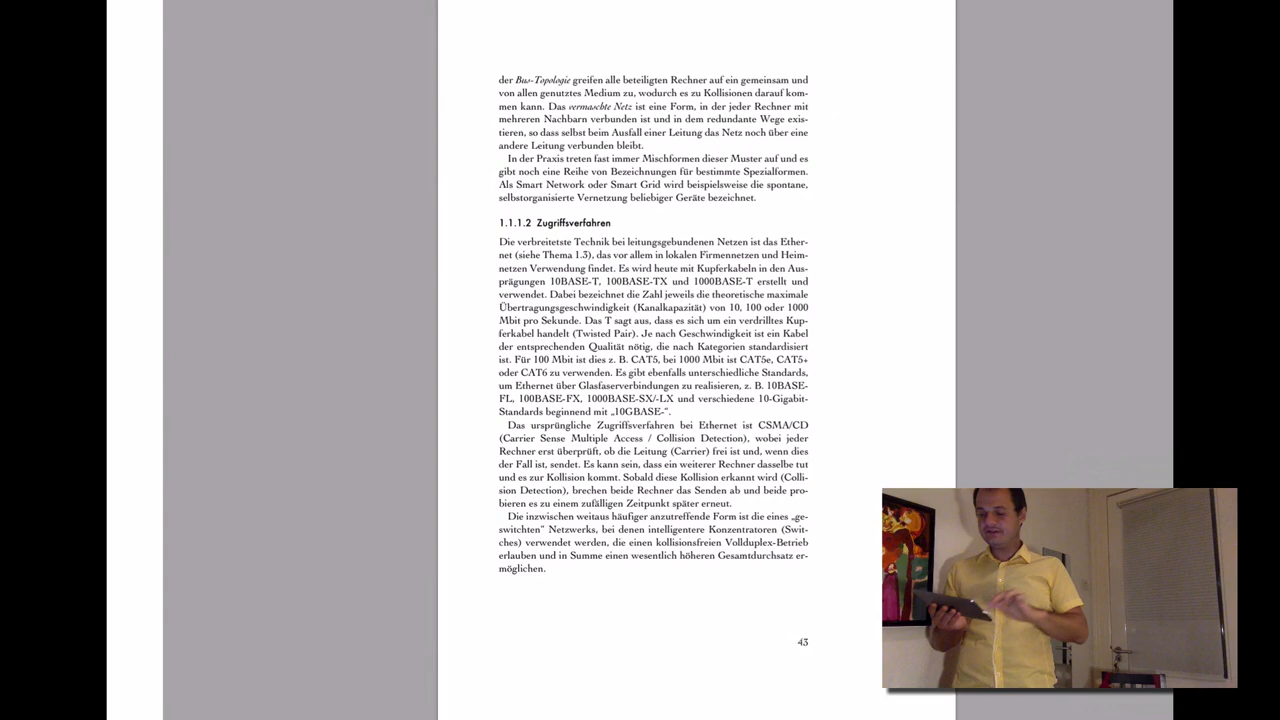 der Bus-Topologie greifen alle beteiligten Rechner auf ein gemeinsam und
von allen genutztes Medium zu, wodurch es zu Kollisionen darauf kom-
men kann. Das vermaschte Netz ist eine Form, in der jeder Rechner mit
mehreren Nachbarn verbunden ist und in dem redundante Wege exis-
tieren, so dass selbst beim Ausfall einer Leitung das Netz noch über eine
andere Leitung verbunden bleibt.
In der Praxis treten fast immer Mischformen dieser Muster auf und es
gibt noch eine Reihe von Bezeichnungen für bestimmte Spezialformen.
Als Smart Network oder Smart Grid wird beispielsweise die spontane,
selbstorganisierte Vernetzung beliebiger Geräte bezeichnet.
1.1.1.2 Zugriffsverfahren
Die verbreitetste Technik bei leitungsgebundenen Netzen ist das Ether-
net (siehe Thema 1.3), das vor allem in lokalen Firmennetzen und Heim-
netzen Verwendung findet. Es wird heute mit Kupferkabeln in den Aus-
prägungen 10BASE-T, 100BASE-TX und 1000BASE-T erstellt und
verwendet. Dabei bezeichnet die Zahl jeweils die theoretische maximale
Übertragungsgeschwindigkeit (Kanalkapazität) von 10, 100 oder 1000
Mbit pro Sekunde. Das T sagt aus, dass es sich um ein verdrilltes Kup-
ferkabel handelt (Twisted Pair). Je nach Geschwindigkeit ist ein Kabel
der entsprechenden Qualität nötig, die nach Kategorien standardisiert
ist. Für 100 Mbit ist dies z. B. CAT5, bei 1000 Mbit ist CAT5e, CAT5+
oder CAT6 zu verwenden. Es gibt ebenfalls unterschiedliche Standards,
um Ethernet über Glasfaserverbindungen zu realisieren, z. B. 10BASE-
FL, 100BASE-FX, 1000BASE-SX/-LX und verschiedene 10-Gigabit-
Standards beginnend mit „10GBASE-“.
Das ursprüngliche Zugriffsverfahren bei Ethernet ist CSMA/CD
(Carrier Sense Multiple Access / Collision Detection), wobei jeder
Rechner erst überprüft, ob die Leitung (Carrier) frei ist und, wenn dies
der Fall ist, sendet. Es kann sein, dass ein weiterer Rechner dasselbe tut
und es zur Kollision kommt. Sobald diese Kollision erkannt wird (Colli-
sion Detection), brechen beide Rechner das Senden ab und beide pro-
bieren es zu einem zufälligen Zeitpunkt später erneut.
Die inzwischen weitaus häufiger anzutreffende Form ist die eines „ge-
switchten“ Netzwerks, bei denen intelligentere Konzentratoren (Swit-
ches) verwendet werden, die einen kollisionsfreien Vollduplex-Betrieb
erlauben und in Summe einen wesentlich höheren Gesamtdurchsatz er-
möglichen.
43